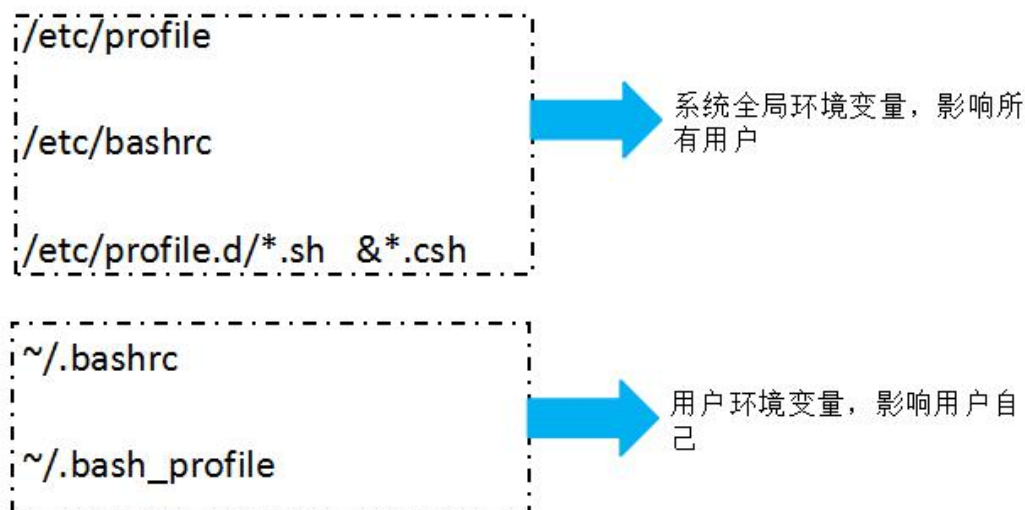 /etc/profile
/etc/bashrc
/etc/profile.d/*.sh &*.csh
系统全局环境变量，影响所
有用户
~/.bashrc
~/.bash_profile
用户环境变量，影响用户自
己